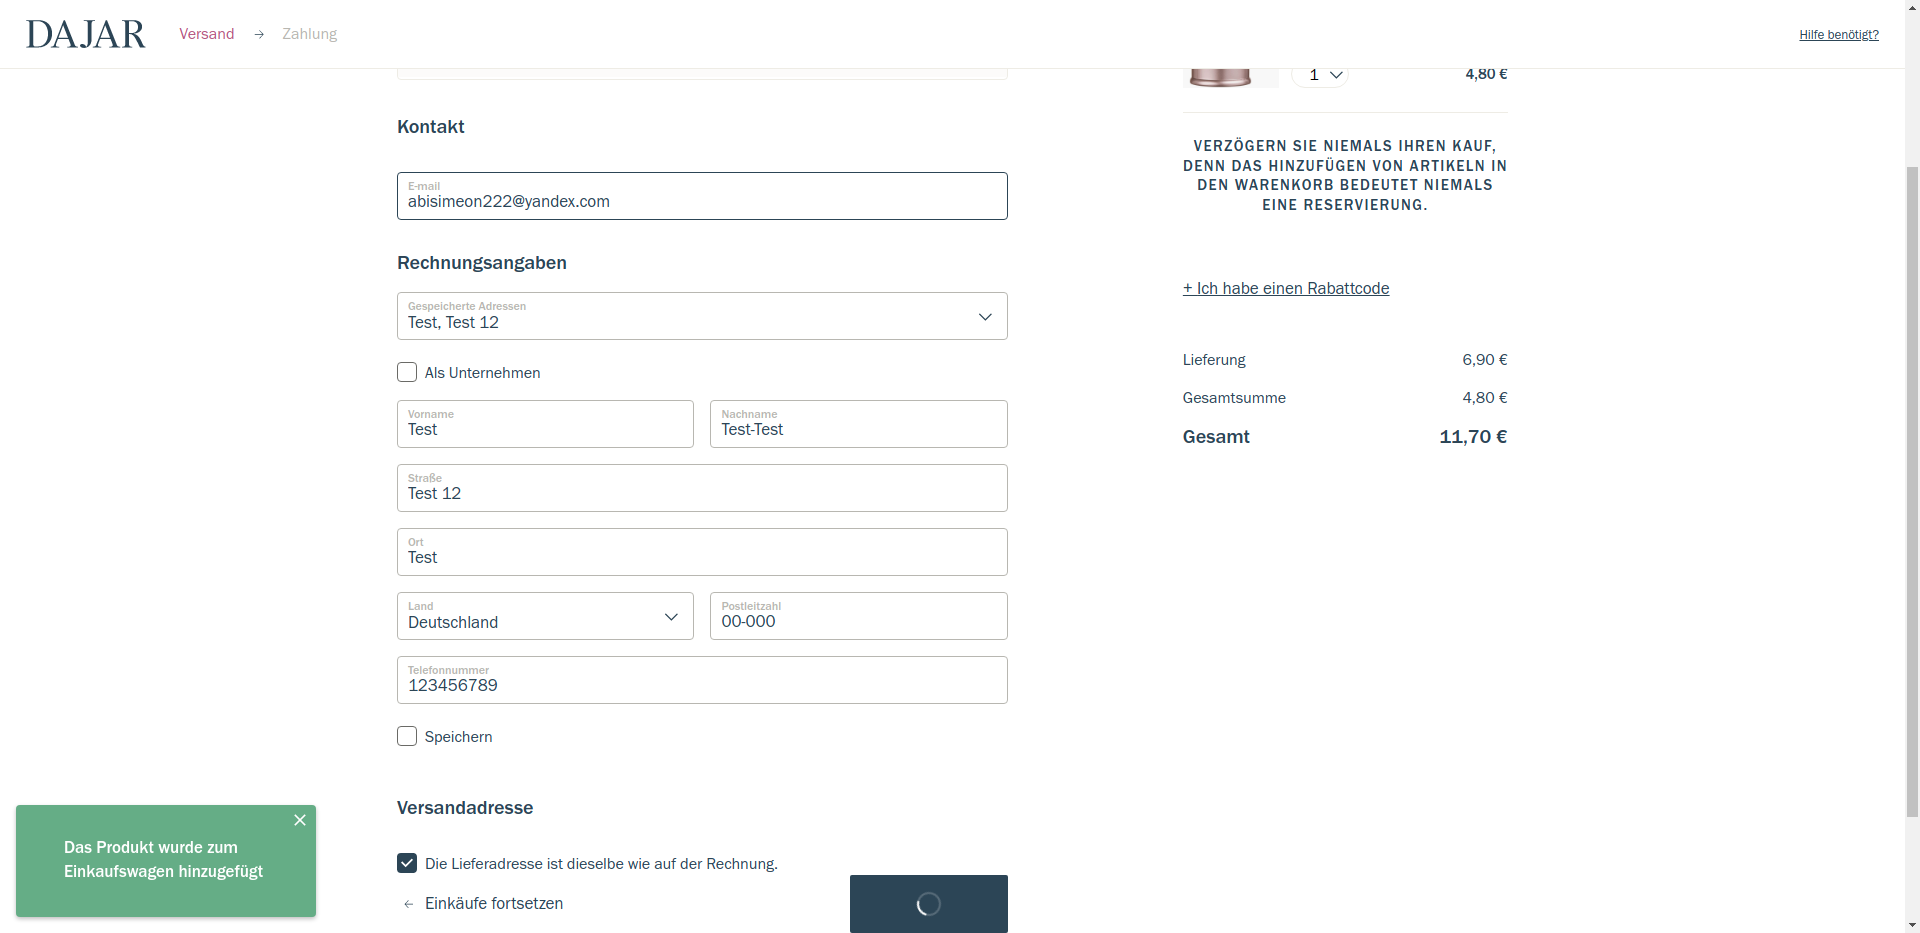 DAJAR
Versand → Zahlung
Hilfe benötigt?
1
4,80 €
Kontakt
E-mail
abisimeon222@yandex.com
Rechnungsangaben
Gespeicherte Adressen
Test, Test 12
Als Unternehmen
Vorname
Test
Nachname
Test-Test
Straße
Test 12
Ort
Test
Land
Deutschland
Postleitzahl
00-000
Telefonnummer
123456789
Speichern
Versandadresse
Die Lieferadresse ist dieselbe wie auf der Rechnung.
← Einkäufe fortsetzen
VERZÖGERN SIE NIEMALS IHREN KAUF,
DENN DAS HINZUFÜGEN VON ARTIKELN IN
DEN WARENKORB BEDEUTET NIEMALS
EINE RESERVIERUNG.
+ Ich habe einen Rabattcode
Lieferung 6,90 €
Gesamtsumme 4,80 €
Gesamt 11,70 €
Das Produkt wurde zum
Einkaufswagen hinzugefügt